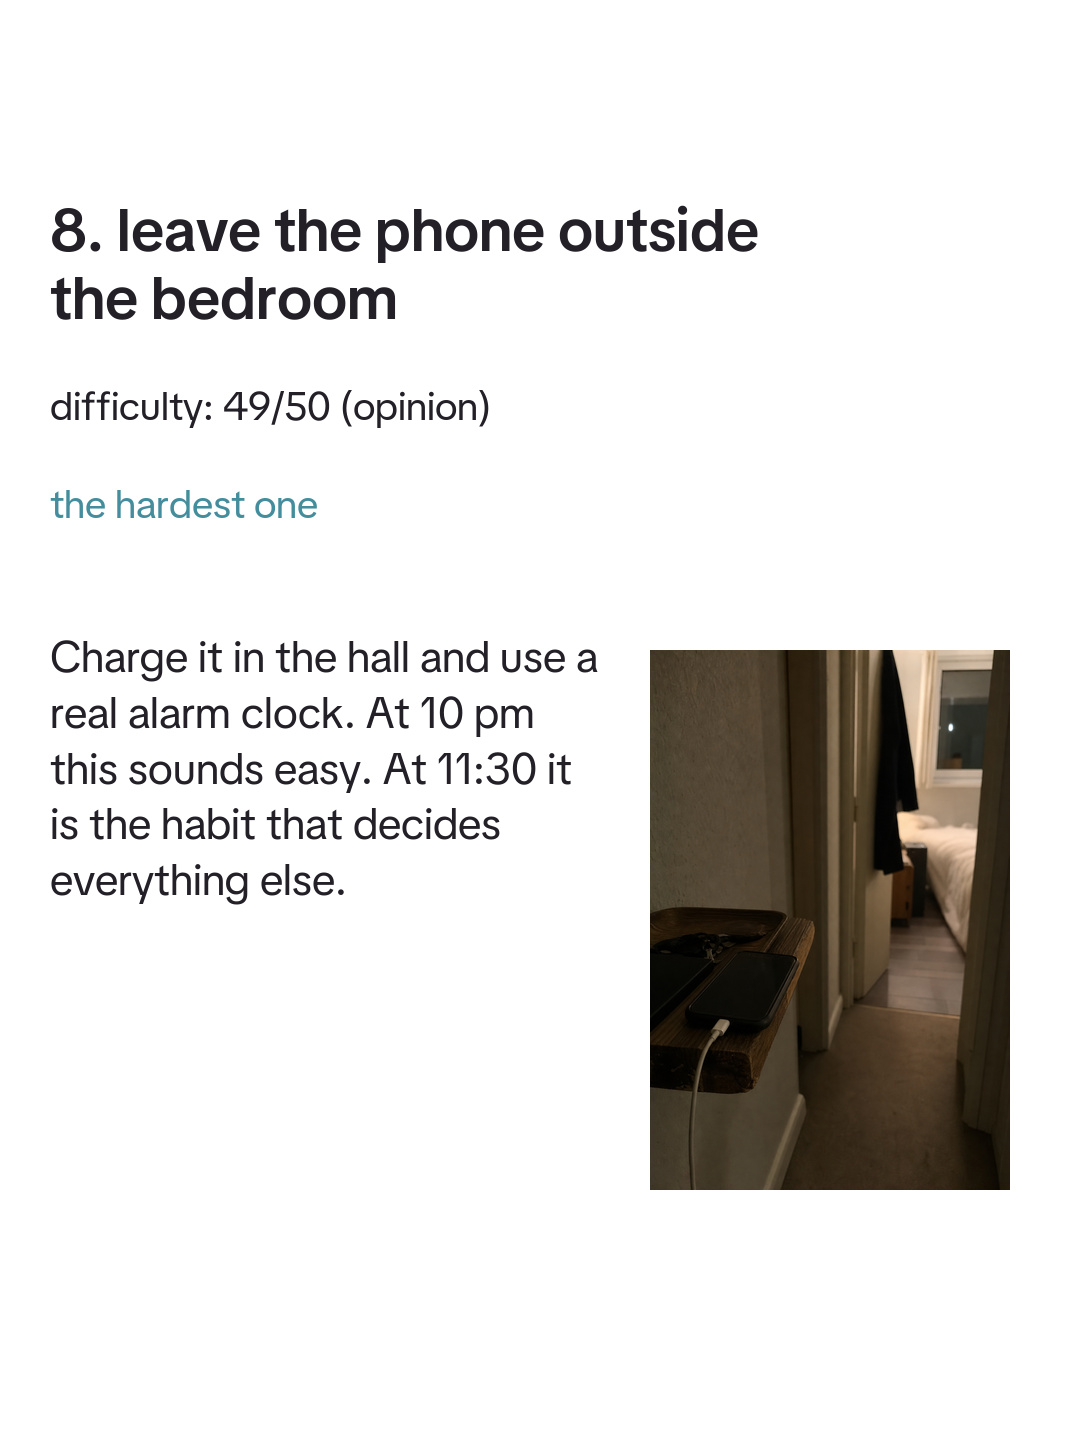 8. leave the phone outside
the bedroom
difficulty: 49/50 (opinion)
the hardest one
Charge it in the hall and use a
real alarm clock. At 10 pm
this sounds easy. At 11:30 it
is the habit that decides
everything else.